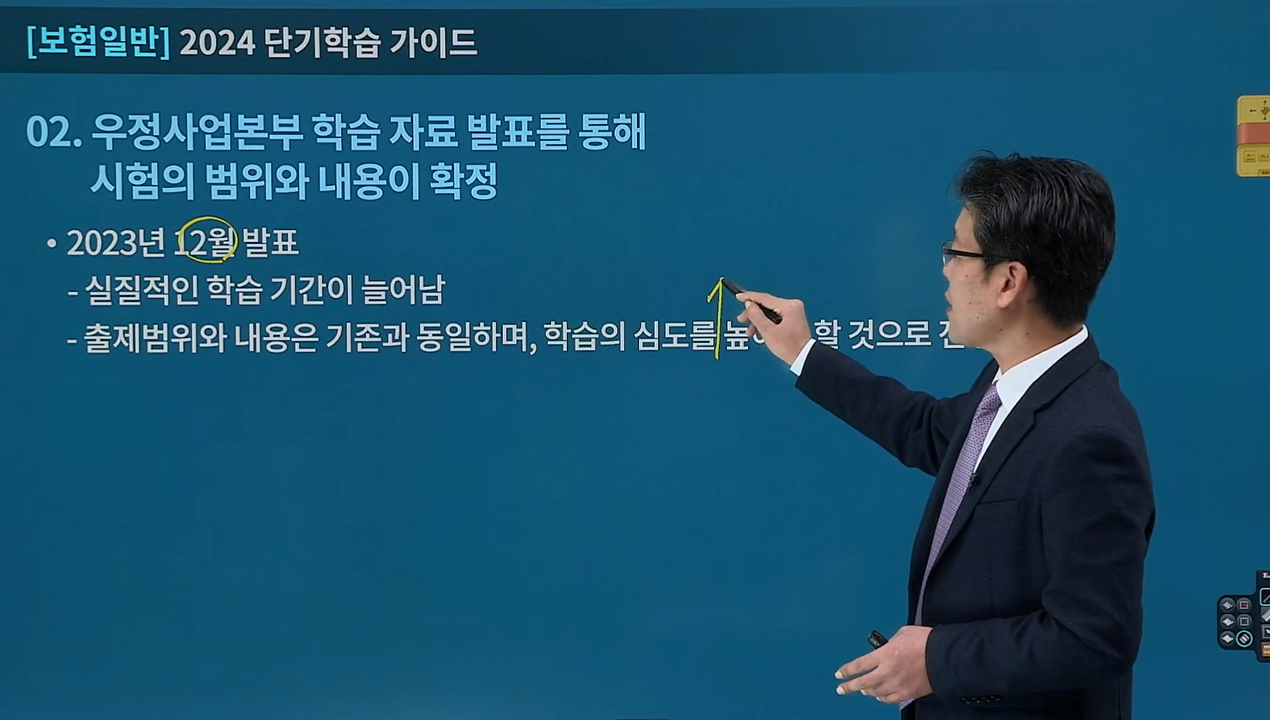 [보험일반] 2024 단기학습 가이드
02. 우정사업본부 학습 자료 발표를 통해
시험의 범위와 내용이 확정
• 2023년 12월 발표
- 실질적인 학습 기간이 늘어남
- 출제범위와 내용은 기존과 동일하며, 학습의 심도를 할 것으로